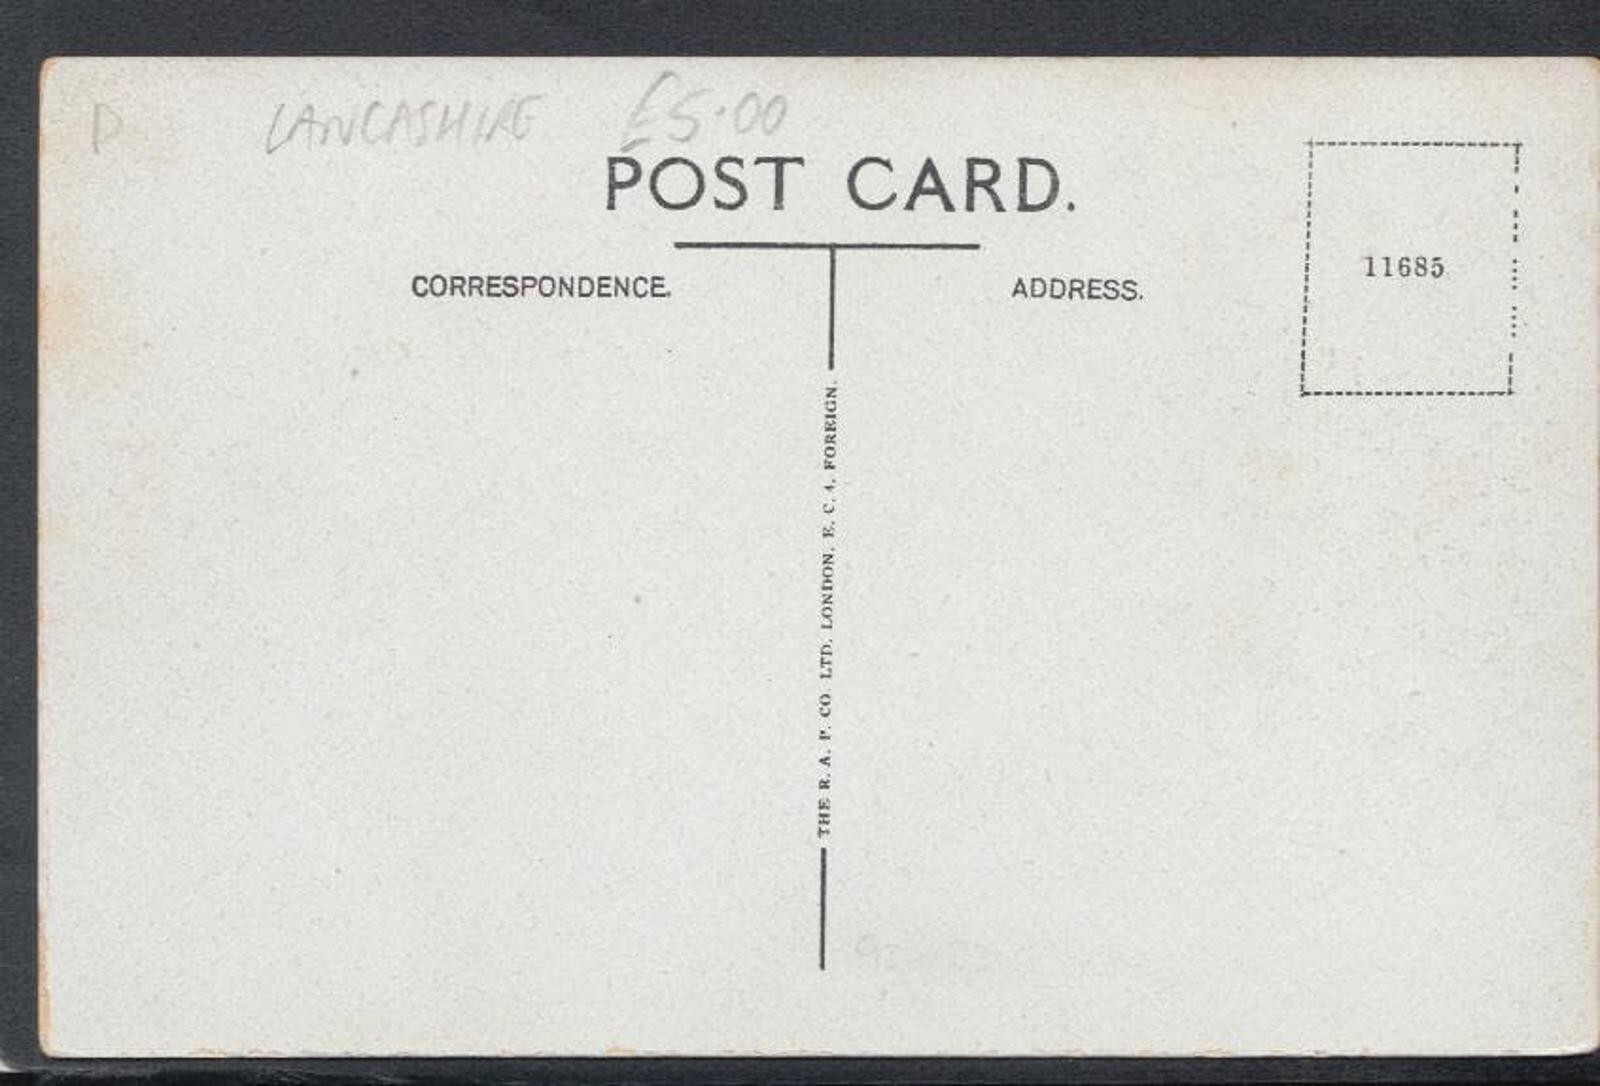 D LANCASHIRE £5.00
POST CARD.
CORRESPONDENCE.
ADDRESS.
11685
THE R. A. P. CO. LTD. LONDON, E. C. 4. FOREIGN.